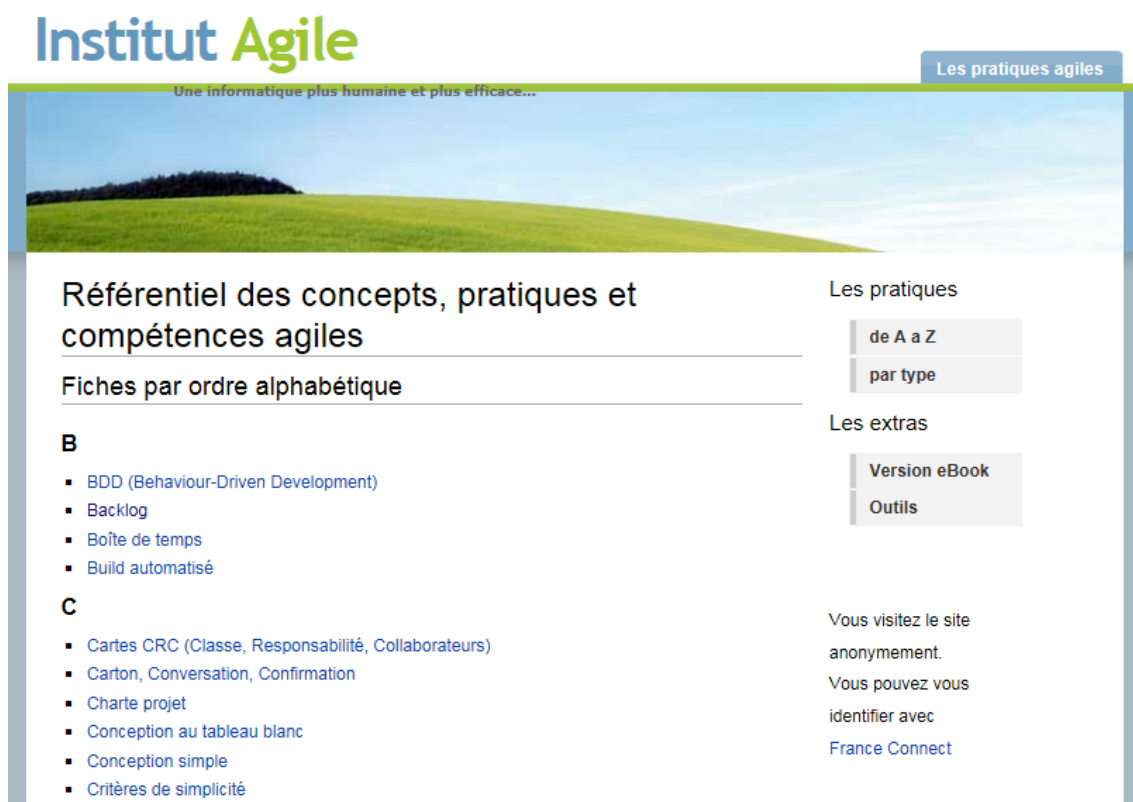 Institut Agile
Les pratiques agiles
Une informatique plus humaine et plus efficace...
Référentiel des concepts, pratiques et
compétences agiles
Fiches par ordre alphabétique
B
BDD (Behaviour-Driven Development)
Backlog
Boîte de temps
Build automatisé
C
Cartes CRC (Classe, Responsabilité, Collaborateurs)
Carton, Conversation, Confirmation
Charte projet
Conception au tableau blanc
Conception simple
Critères de simplicité
Les pratiques
de A a Z
par type
Les extras
Version eBook
Outils
Vous visitez le site
anonymement.
Vous pouvez vous
identifier avec
France Connect